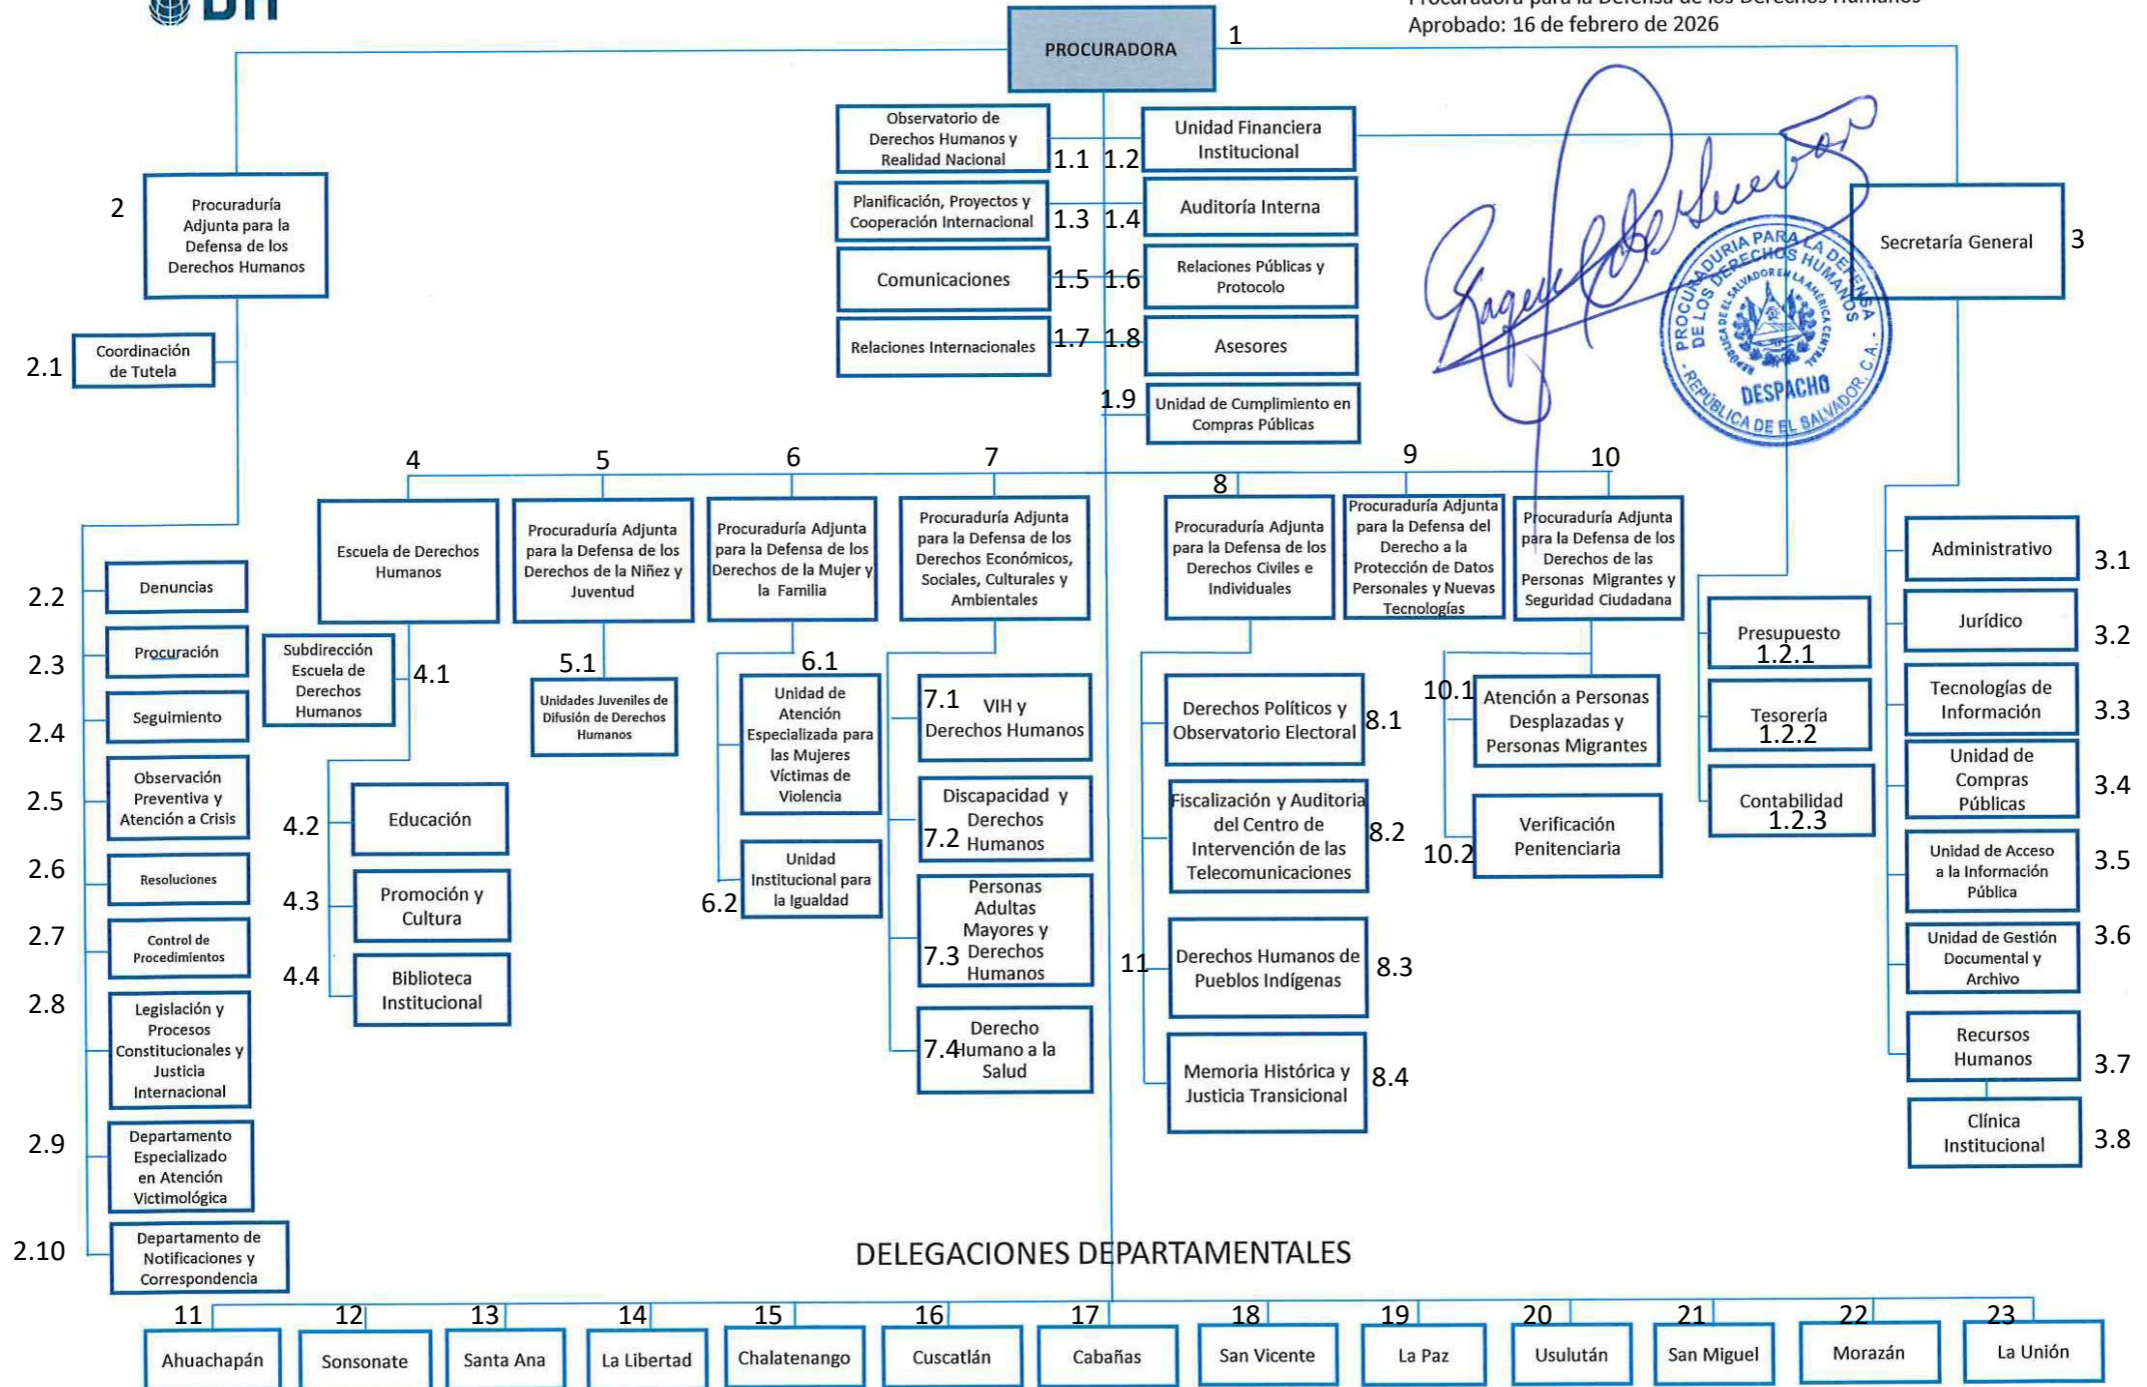 DH
Procuradora para la Defensa de los Derechos Humanos
Aprobado: 16 de febrero de 2026
PROCURADORA
1
Observatorio de
Derechos Humanos y
Realidad Nacional
1.1
1.2
Unidad Financiera
Institucional
Planificación, Proyectos y
Cooperación Internacional
1.3
1.4
Auditoría Interna
Comunicaciones
1.5
1.6
Relaciones Públicas y
Protocolo
Relaciones Internacionales
1.7
1.8
Asesores
1.9
Unidad de Cumplimiento en
Compras Públicas
2
Procuraduría
Adjunta para la
Defensa de los
Derechos Humanos
Secretaría General
3
PROCURADURIA PARA LA DEFENSA
DE LOS DERECHOS HUMANOS
REPÚBLICA DE EL SALVADOR EN LA AMÉRICA CENTRAL
DESPACHO
- REPÚBLICA DE EL SALVADOR, C.A. -
2.1
Coordinación
de Tutela
2.2
Denuncias
2.3
Procuración
2.4
Seguimiento
2.5
Observación
Preventiva y
Atención a Crisis
2.6
Resoluciones
2.7
Control de
Procedimientos
2.8
Legislación y
Procesos
Constitucionales y
Justicia
Internacional
2.9
Departamento
Especializado
en Atención
Victimológica
2.10
Departamento de
Notificaciones y
Correspondencia
4
Escuela de Derechos
Humanos
Subdirección
Escuela de
Derechos
Humanos
4.1
4.2
Educación
4.3
Promoción y
Cultura
4.4
Biblioteca
Institucional
5
Procuraduría Adjunta
para la Defensa de los
Derechos de la Niñez y
Juventud
5.1
Unidades Juveniles de
Difusión de Derechos
Humanos
6
Procuraduría Adjunta
para la Defensa de los
Derechos de la Mujer y
la Familia
6.1
Unidad de
Atención
Especializada para
las Mujeres
Víctimas de
Violencia
6.2
Unidad
Institucional para
la Igualdad
7
Procuraduría Adjunta
para la Defensa de los
Derechos Económicos,
Sociales, Culturales y
Ambientales
7.1
VIH y
Derechos Humanos
7.2
Discapacidad y
Derechos
Humanos
7.3
Personas
Adultas
Mayores y
Derechos
Humanos
7.4
Derecho
Humano a la
Salud
8
Procuraduría Adjunta
para la Defensa de los
Derechos Civiles e
Individuales
Derechos Políticos y
Observatorio Electoral
8.1
Fiscalización y Auditoria
del Centro de
Intervención de las
Telecomunicaciones
8.2
11
Derechos Humanos de
Pueblos Indígenas
8.3
Memoria Histórica y
Justicia Transicional
8.4
9
Procuraduría Adjunta
para la Defensa del
Derecho a la
Protección de Datos
Personales y Nuevas
Tecnologías
10
Procuraduría Adjunta
para la Defensa de los
Derechos de las
Personas Migrantes y
Seguridad Ciudadana
10.1
Atención a Personas
Desplazadas y
Personas Migrantes
10.2
Verificación
Penitenciaria
Presupuesto
1.2.1
Tesorería
1.2.2
Contabilidad
1.2.3
Administrativo
3.1
Jurídico
3.2
Tecnologías de
Información
3.3
Unidad de
Compras
Públicas
3.4
Unidad de Acceso
a la Información
Pública
3.5
Unidad de Gestión
Documental y
Archivo
3.6
Recursos
Humanos
3.7
Clínica
Institucional
3.8
DELEGACIONES DEPARTAMENTALES
11
12
13
14
15
16
17
18
19
20
21
22
23
Ahuachapán
Sonsonate
Santa Ana
La Libertad
Chalatenango
Cuscatlán
Cabañas
San Vicente
La Paz
Usulután
San Miguel
Morazán
La Unión